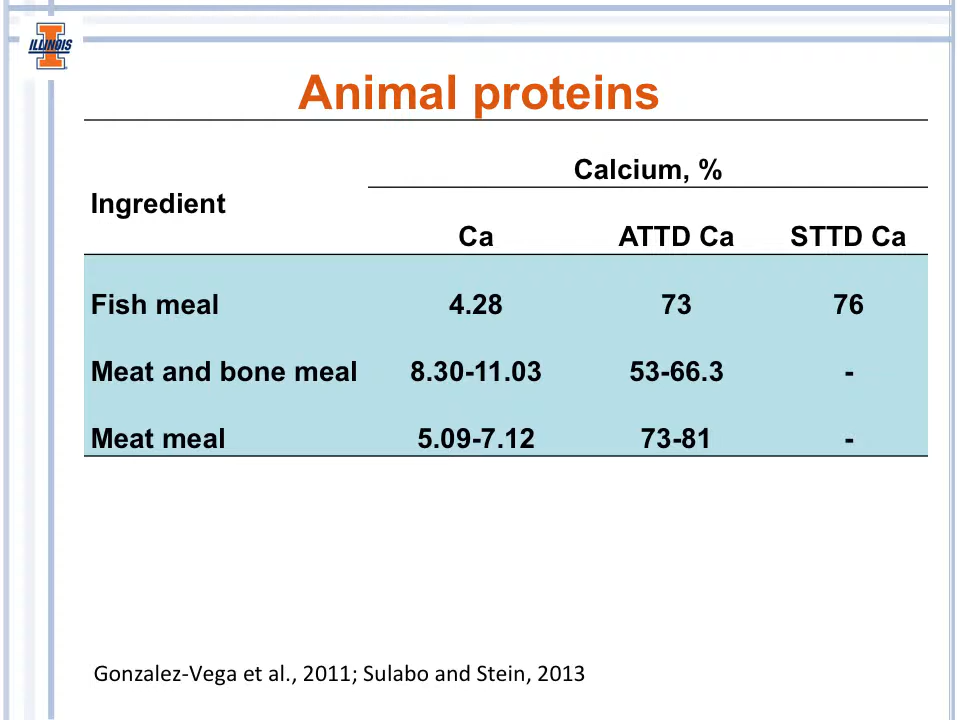 ILLINOIS
Animal proteins
Calcium, %
Ingredient
Ca ATTD Ca STTD Ca
Fish meal 4.28 73 76
Meat and bone meal 8.30-11.03 53-66.3 -
Meat meal 5.09-7.12 73-81 -
Gonzalez-Vega et al., 2011; Sulabo and Stein, 2013